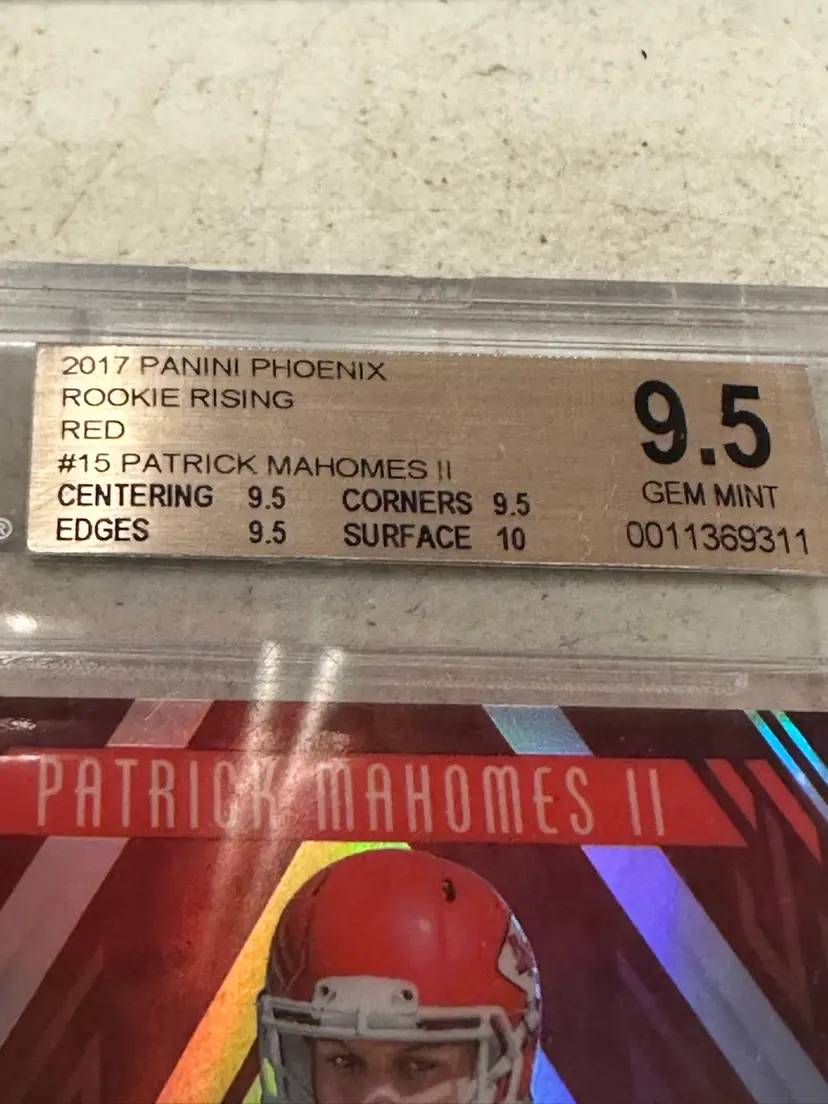 2017 PANINI PHOENIX
ROOKIE RISING
RED
#15 PATRICK MAHOMES II
CENTERING 9.5 CORNERS 9.5
EDGES 9.5 SURFACE 10
9.5
GEM MINT
0011369311
®
PATRICK MAHOMES II